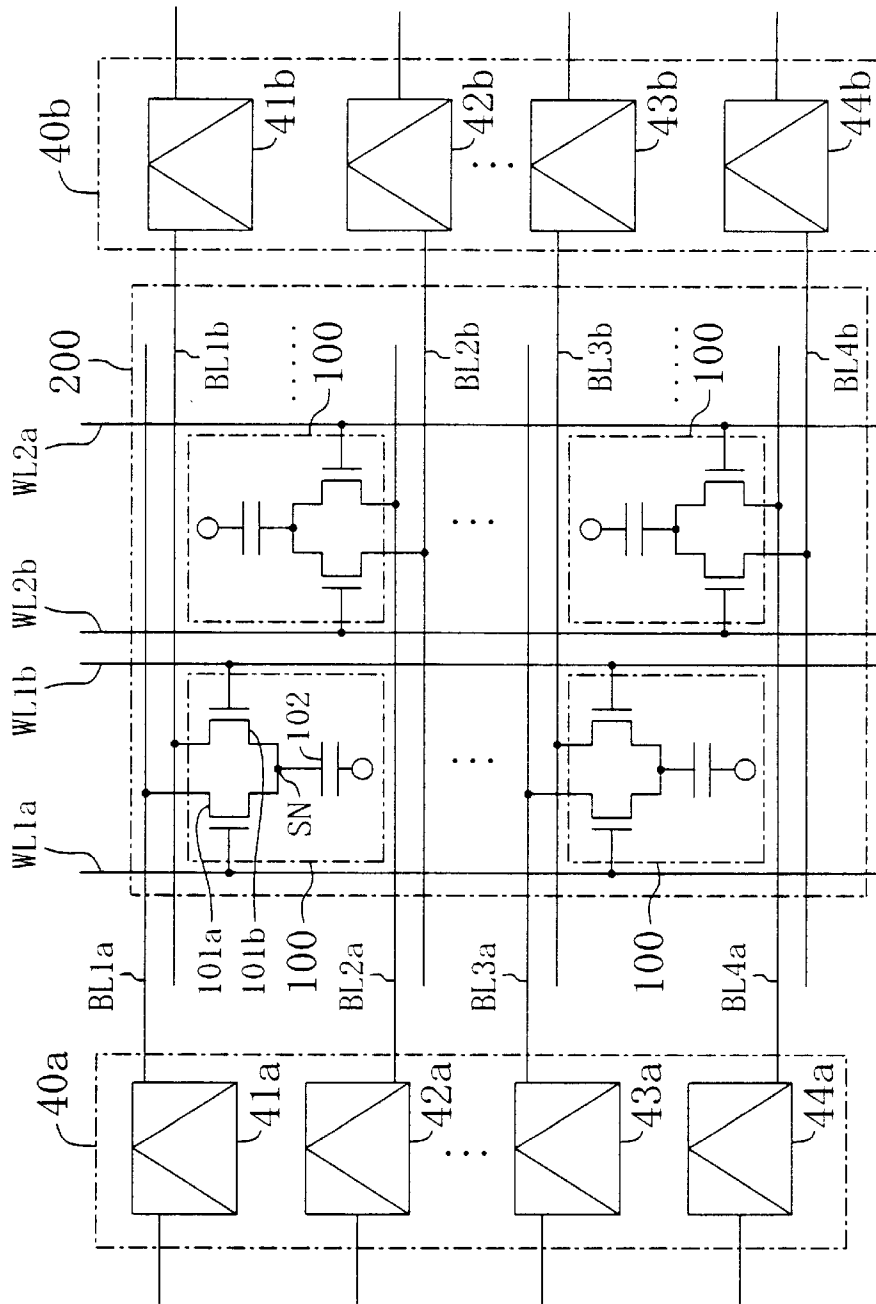 WL1a
WL1b
WL2b
WL2a
200
40a
40b
41a
BL1a
101a
101b
100
SN
102
BL1b
......
100
41b
42a
BL2a
BL2b
42b
...
...
...
...
43a
BL3a
BL3b
43b
100
100
......
44a
BL4a
BL4b
44b